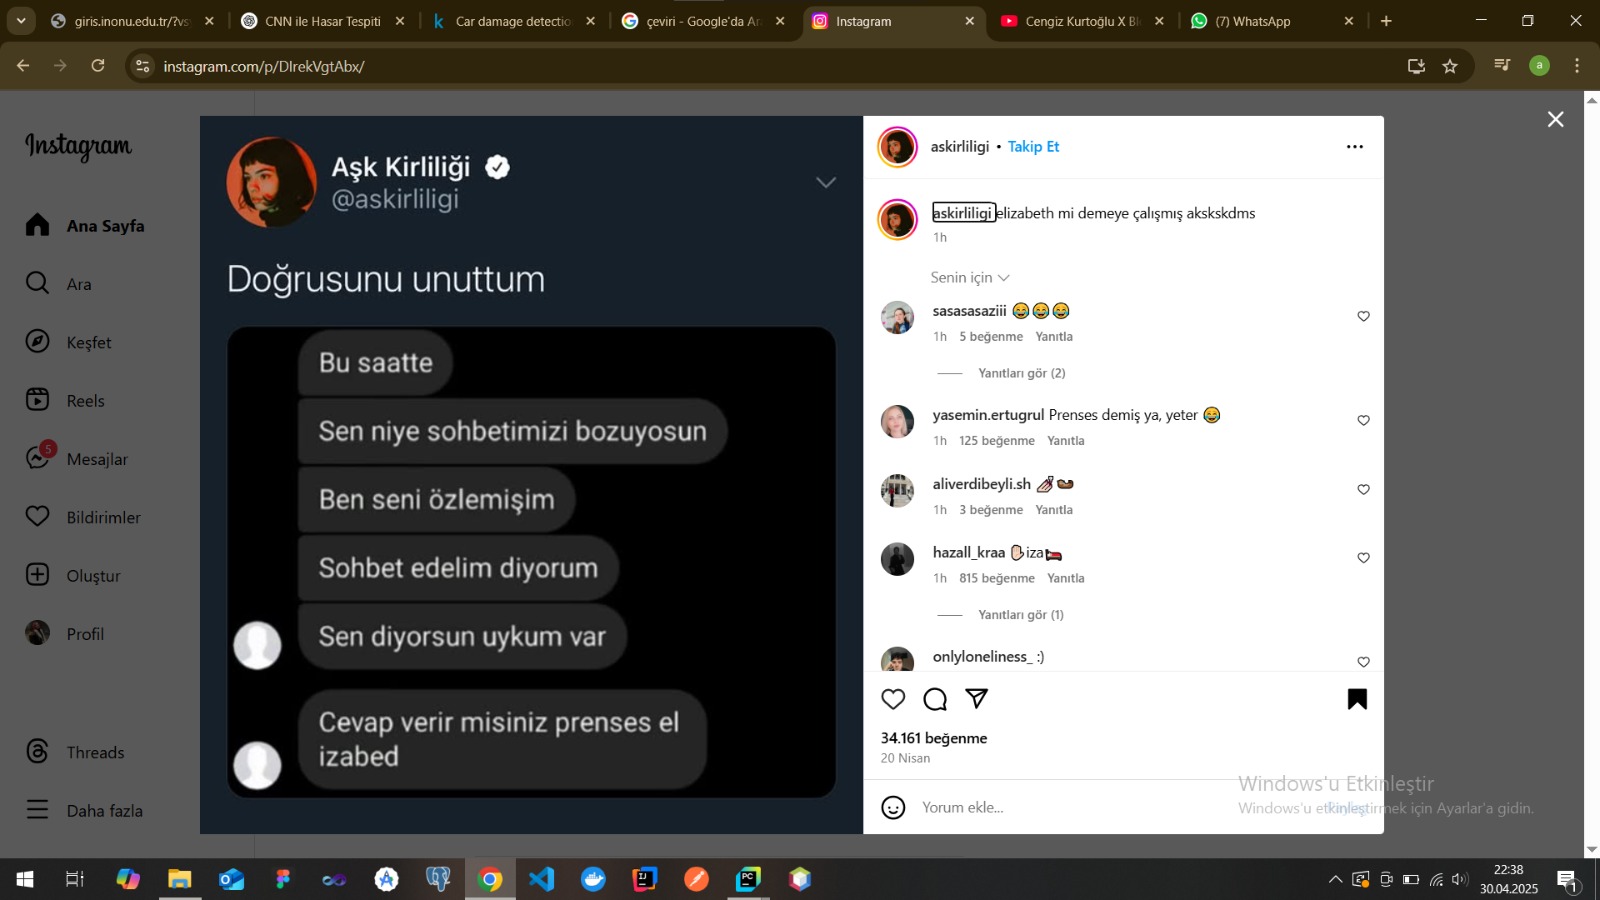 giris.inonu.edu.tr/?vs
CNN ile Hasar Tespiti
Car damage detectio
çeviri - Google'da Ar
Instagram
Cengiz Kurtoğlu X Bl
(7) WhatsApp
instagram.com/p/DIrekVgtAbx/
a
Instagram
Ana Sayfa
Ara
Keşfet
Reels
5
Mesajlar
Bildirimler
Oluştur
Profil
Threads
Daha fazla
Aşk Kirliliği
@askirliligi
Doğrusunu unuttum
Bu saatte
Sen niye sohbetimizi bozuyosun
Ben seni özlemişim
Sohbet edelim diyorum
Sen diyorsun uykum var
Cevap verir misiniz prenses el
izabed
askirliligi • Takip Et
askirliligi elizabeth mi demeye çalışmış akskskdms
1h
Senin için
sasasasaziii 😂😂😂
1h 5 beğenme Yanıtla
Yanıtları gör (2)
yasemin.ertugrul Prenses demiş ya, yeter 😂
1h 125 beğenme Yanıtla
aliverdibeyli.sh
1h 3 beğenme Yanıtla
hazall_kraa ✋🏻iza🛏️
1h 815 beğenme Yanıtla
Yanıtları gör (1)
onlyloneliness_ :)
34.161 beğenme
20 Nisan
Yorum ekle...
Windows'u Etkinleştir
Windows'u etkinleştirmek için Ayarlar'a gidin.
22:38
30.04.2025
1